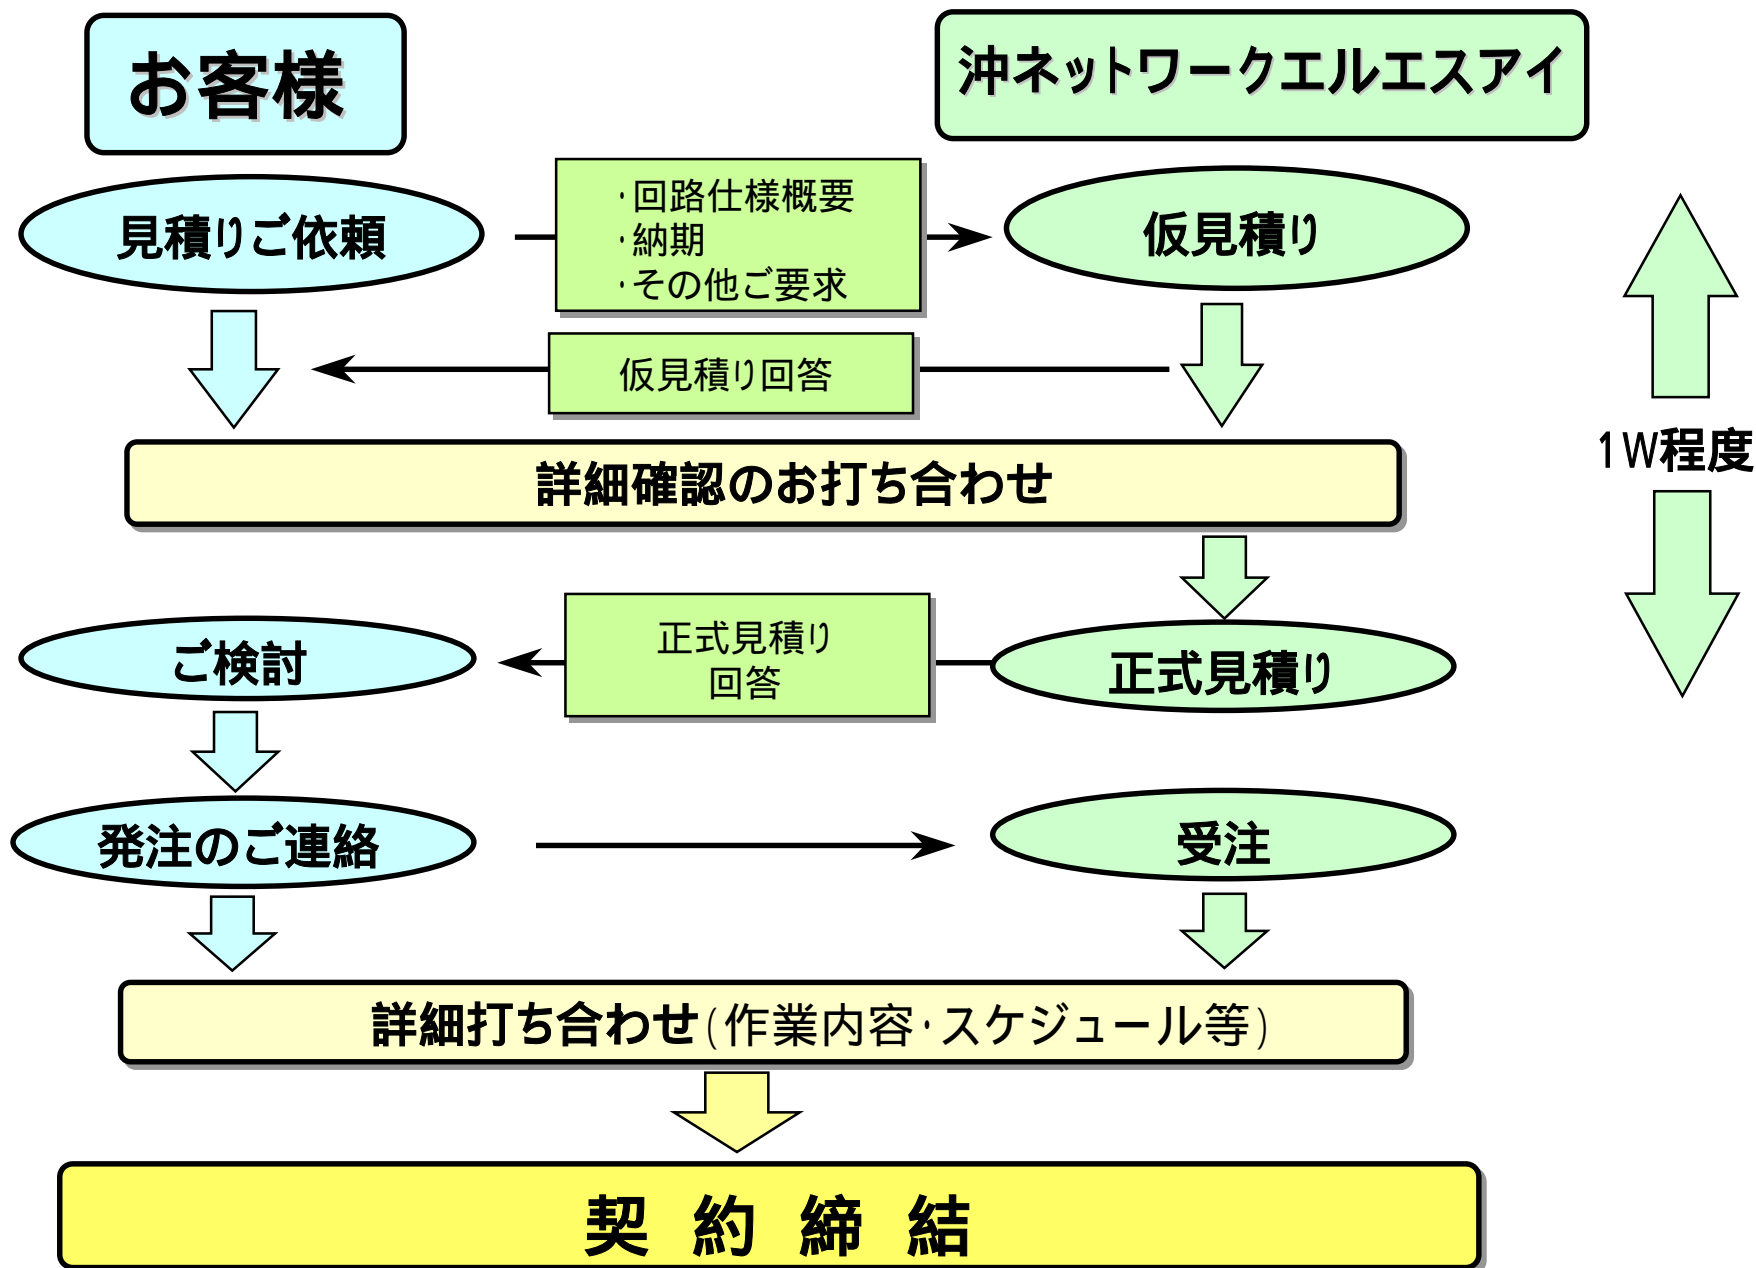 お客様
沖ネットワークエルエスアイ
見積りご依頼
・回路仕様概要
・納期
・その他ご要求
仮見積り
仮見積り回答
1W程度
詳細確認のお打ち合わせ
ご検討
正式見積り
回答
正式見積り
発注のご連絡
受注
詳細打ち合わせ(作業内容・スケジュール等)
契約締結